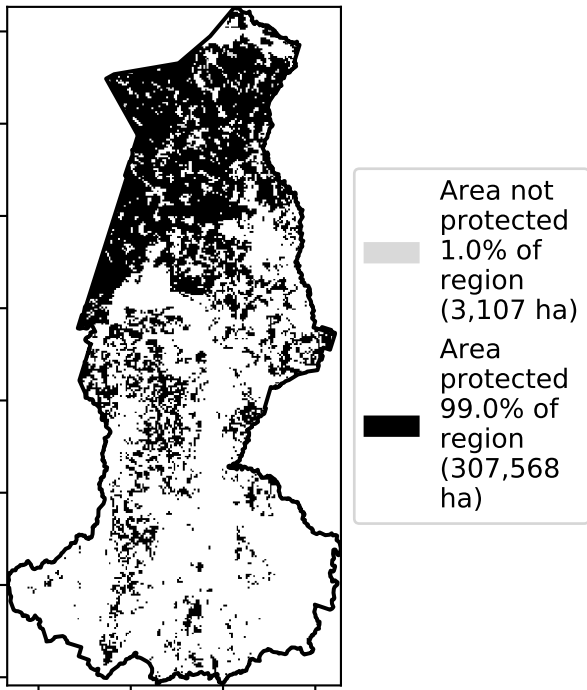 Area not
protected
1.0% of
region
(3,107 ha)
Area
protected
99.0% of
region
(307,568
ha)